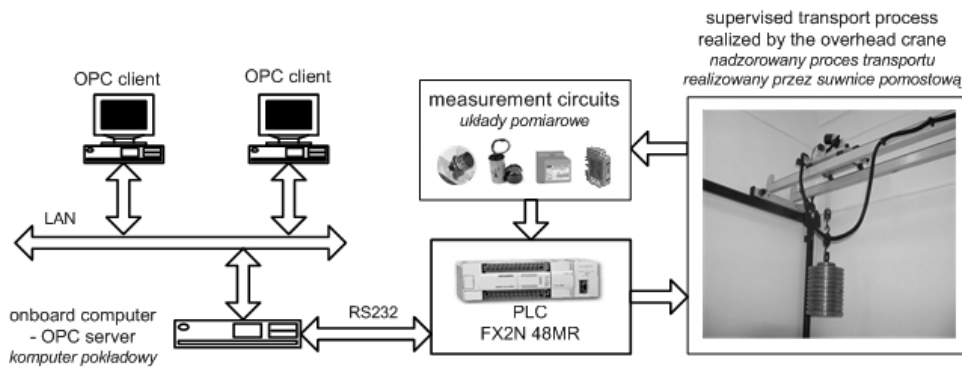 supervised transport process
realized by the overhead crane
nadzorowany proces transportu
realizowany przez suwnice pomostową
OPC client
OPC client
measurement circuits
układy pomiarowe
LAN
onboard computer
- OPC server
komputer pokładowy
RS232
PLC
FX2N 48MR